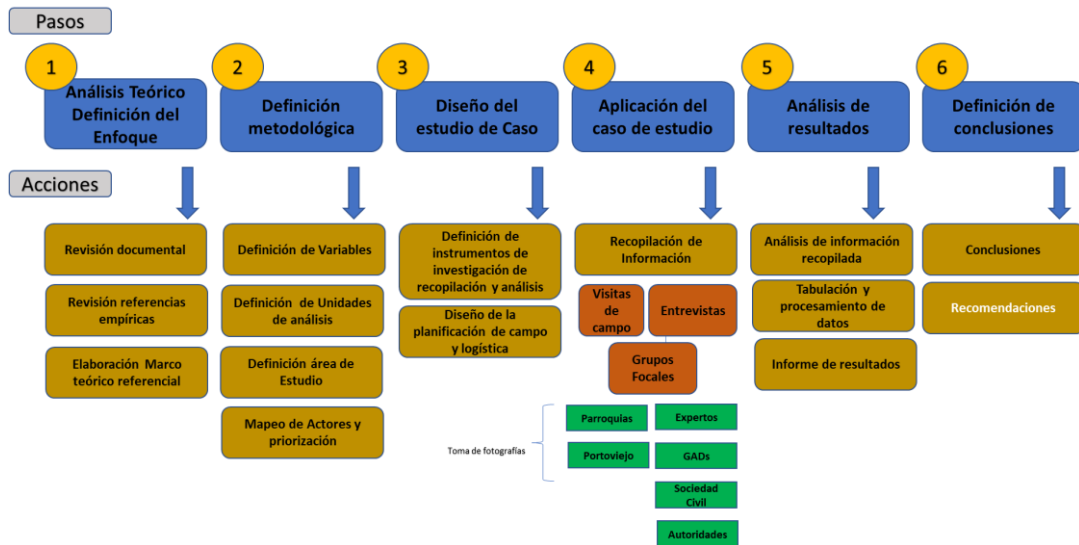 Pasos
1
2
3
4
5
6
Análisis Teórico
Definición del
Enfoque
Definición
metodológica
Diseño del
estudio de Caso
Aplicación del
caso de estudio
Análisis de
resultados
Definición de
conclusiones
Acciones
Revisión documental
Revisión referencias
empíricas
Elaboración Marco
teórico referencial
Definición de Variables
Definición de Unidades
de análisis
Definición área de
Estudio
Mapeo de Actores y
priorización
Definición de
instrumentos de
investigación de
recopilación y análisis
Diseño de la
planificación de campo
y logística
Recopilación de
Información
Visitas
de
campo
Entrevistas
Grupos
Focales
Toma de fotografías
Parroquias
Portoviejo
Expertos
GADs
Sociedad
Civil
Autoridades
Análisis de información
recopilada
Tabulación y
procesamiento de
datos
Informe de resultados
Conclusiones
Recomendaciones